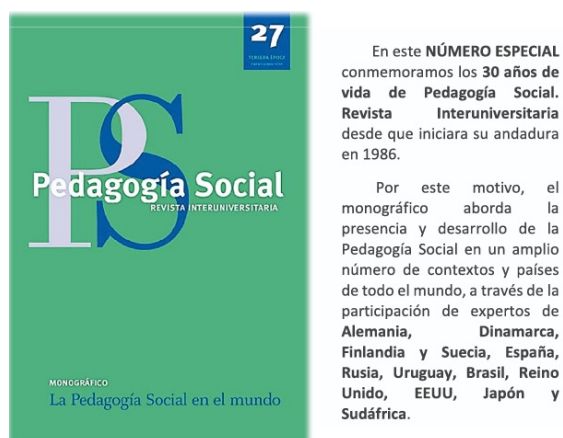 27
TERCERA ÉPOCA
PS
Pedagogía Social
REVISTA INTERUNIVERSITARIA
MONOGRÁFICO
La Pedagogía Social en el mundo
En este NÚMERO ESPECIAL
conmemoramos los 30 años de
vida de Pedagogía Social.
Revista Interuniversitaria
desde que iniciara su andadura
en 1986.
Por este motivo, el
monográfico aborda la
presencia y desarrollo de la
Pedagogía Social en un amplio
número de contextos y países
de todo el mundo, a través de la
participación de expertos de
Alemania, Dinamarca,
Finlandia y Suecia, España,
Rusia, Uruguay, Brasil, Reino
Unido, EEUU, Japón y
Sudáfrica.